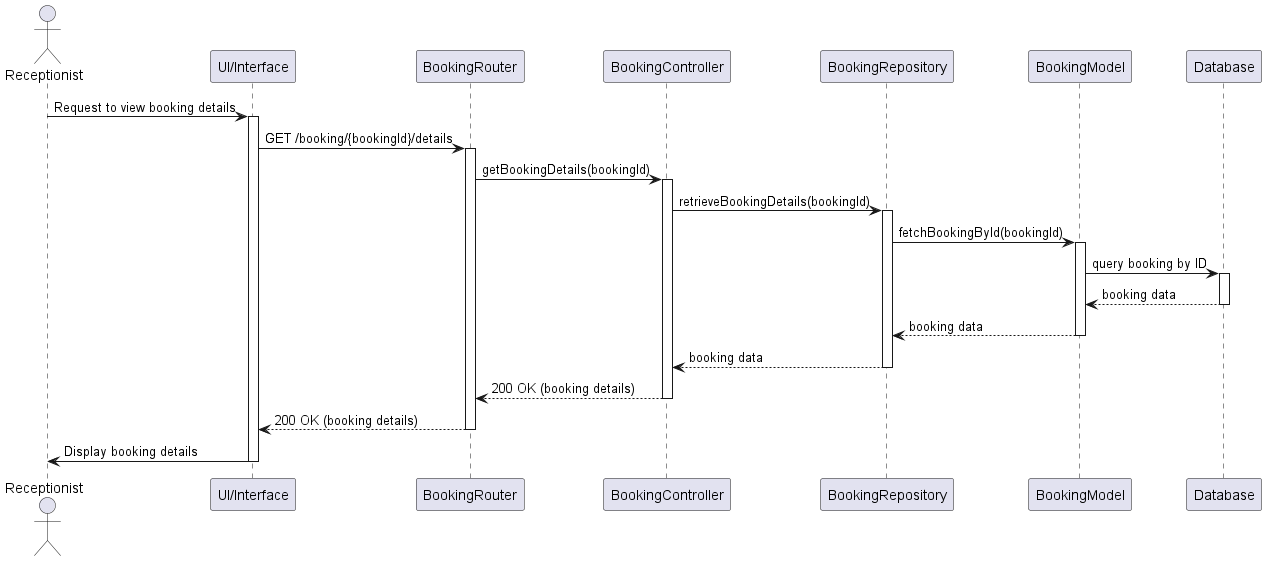 Receptionist
UI/Interface
BookingRouter
BookingController
BookingRepository
BookingModel
Database
Request to view booking details
GET /booking/{bookingId}/details
getBookingDetails(bookingId)
retrieveBookingDetails(bookingId)
fetchBookingById(bookingId)
query booking by ID
booking data
booking data
booking data
200 OK (booking details)
200 OK (booking details)
Display booking details
Receptionist
UI/Interface
BookingRouter
BookingController
BookingRepository
BookingModel
Database